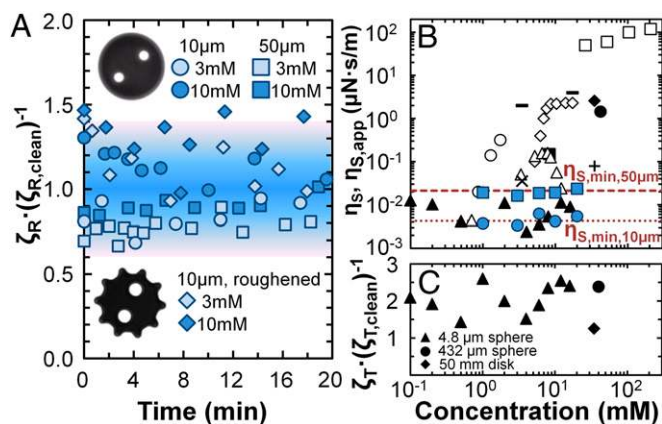 A
B
C
ζR·(ζR,clean)⁻¹
2.0
1.5
1.0
0.5
0.0
0 4 8 12 16 20
Time (min)
10μm 50μm
3mM 3mM
10mM 10mM
10μm, roughened
3mM
10mM
ηS, ηS,app (μN·s/m)
10²
10⁰
10⁻¹
10⁻²
10⁻³
ηS,min,50μm
ηS,min,10μm
ζT·(ζT,clean)⁻¹
3
2
1
0
4.8 μm sphere
432 μm sphere
50 mm disk
10⁻¹ 10⁰ 10¹ 10²
Concentration (mM)